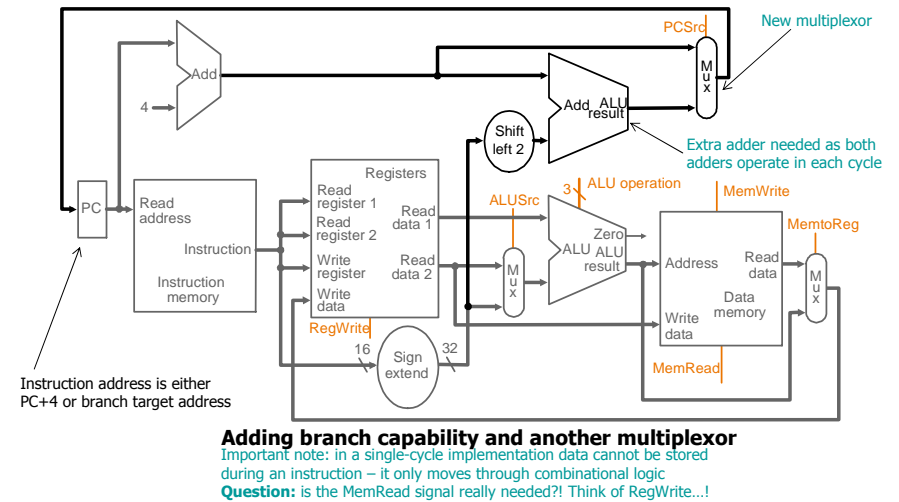 PCSrc
New multiplexor
Add
4
M
u
x
Add ALU
result
Shift
left 2
Extra adder needed as both
adders operate in each cycle
PC
Read
address
Instruction
Instruction
memory
Registers
Read
register 1
Read
register 2
Write
register
Write
data
Read
data 1
Read
data 2
RegWrite
16
32
Sign
extend
ALUSrc
M
u
x
3
ALU operation
Zero
ALU
ALU
result
MemWrite
Address
Read
data
Data
memory
Write
data
MemRead
MemtoReg
M
u
x
Instruction address is either
PC+4 or branch target address
Adding branch capability and another multiplexor
Important note: in a single-cycle implementation data cannot be stored
during an instruction – it only moves through combinational logic
Question: is the MemRead signal really needed?! Think of RegWrite...!